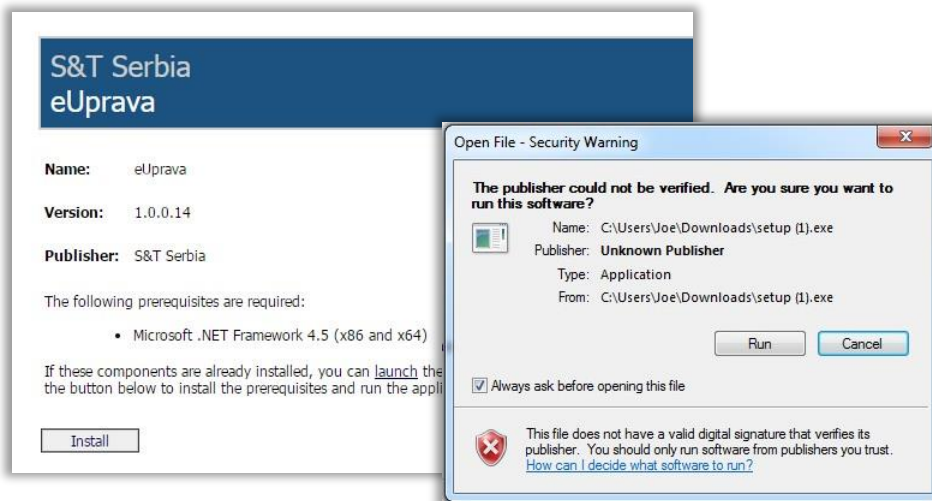 S&T Serbia
eUprava
Name: eUprava
Version: 1.0.0.14
Publisher: S&T Serbia
The following prerequisites are required:
• Microsoft .NET Framework 4.5 (x86 and x64)
If these components are already installed, you can launch the
the button below to install the prerequisites and run the appli
Install
Open File - Security Warning
The publisher could not be verified. Are you sure you want to
run this software?
Name: C:\Users\Joe\Downloads\setup (1).exe
Publisher: Unknown Publisher
Type: Application
From: C:\Users\Joe\Downloads\setup (1).exe
Run Cancel
Always ask before opening this file
This file does not have a valid digital signature that verifies its
publisher. You should only run software from publishers you trust.
How can I decide what software to run?